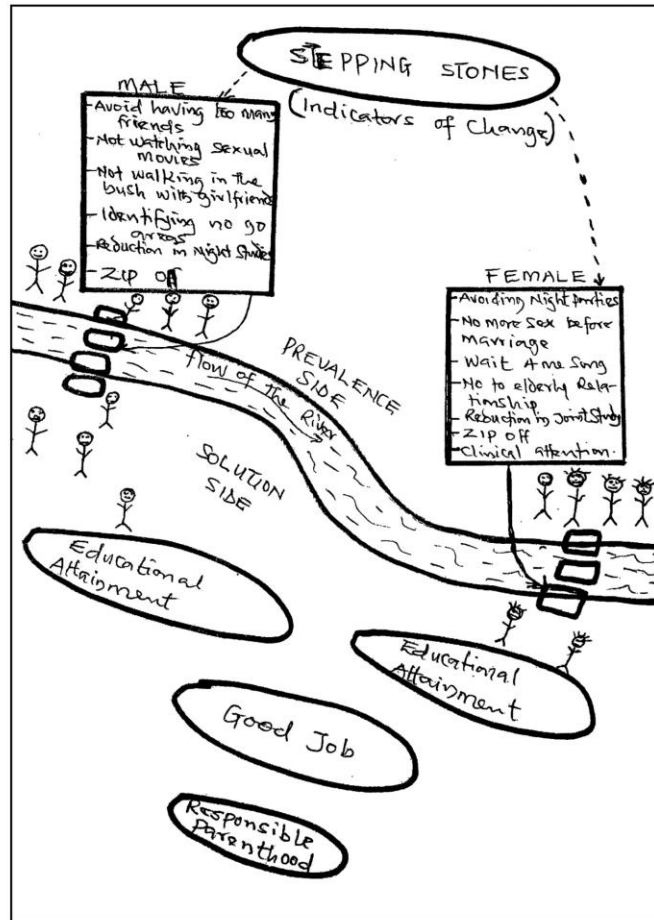 STEPPING STONES
(Indicators of Change)
MALE
- Avoid having too many
friends
- Not watching sexual
movies
- Not walking in the
bush with girlfriends
- Identifying no go
areas
- Reduction in Night Studies
- Zip off
FEMALE
- Avoiding Night parties
- No more sex before
marriage
- Wait 4 me song
- No to elderly Rela-
tionship
- Reduction in Joint Study
- Zip off
- Clinical attention.
PREVALENCE
SIDE
flow of the River
SOLUTION
SIDE
Educational
Attainment
Educational
Attainment
Good Job
Responsible
Parenthood